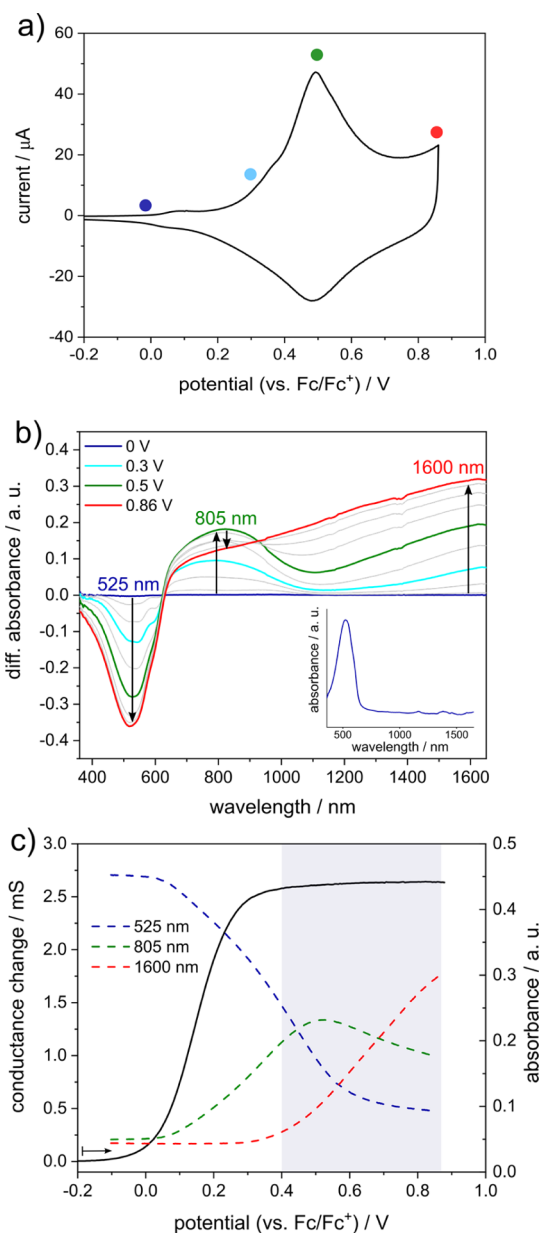 a)
60
40
20
0
-20
-40
current / µA
-0.2 0.0 0.2 0.4 0.6 0.8 1.0
potential (vs. Fc/Fc+) / V
b)
0.4
0.3
0.2
0.1
0.0
-0.1
-0.2
-0.3
-0.4
diff. absorbance / a. u.
0 V
0.3 V
0.5 V
0.86 V
525 nm
805 nm
1600 nm
absorbance / a. u.
500 1000 1500
wavelength / nm
400 600 800 1000 1200 1400 1600
wavelength / nm
c)
3.0
2.5
2.0
1.5
1.0
0.5
0.0
conductance change / mS
525 nm
805 nm
1600 nm
0.5
0.4
0.3
0.2
0.1
0.0
absorbance / a. u.
-0.2 0.0 0.2 0.4 0.6 0.8 1.0
potential (vs. Fc/Fc+) / V